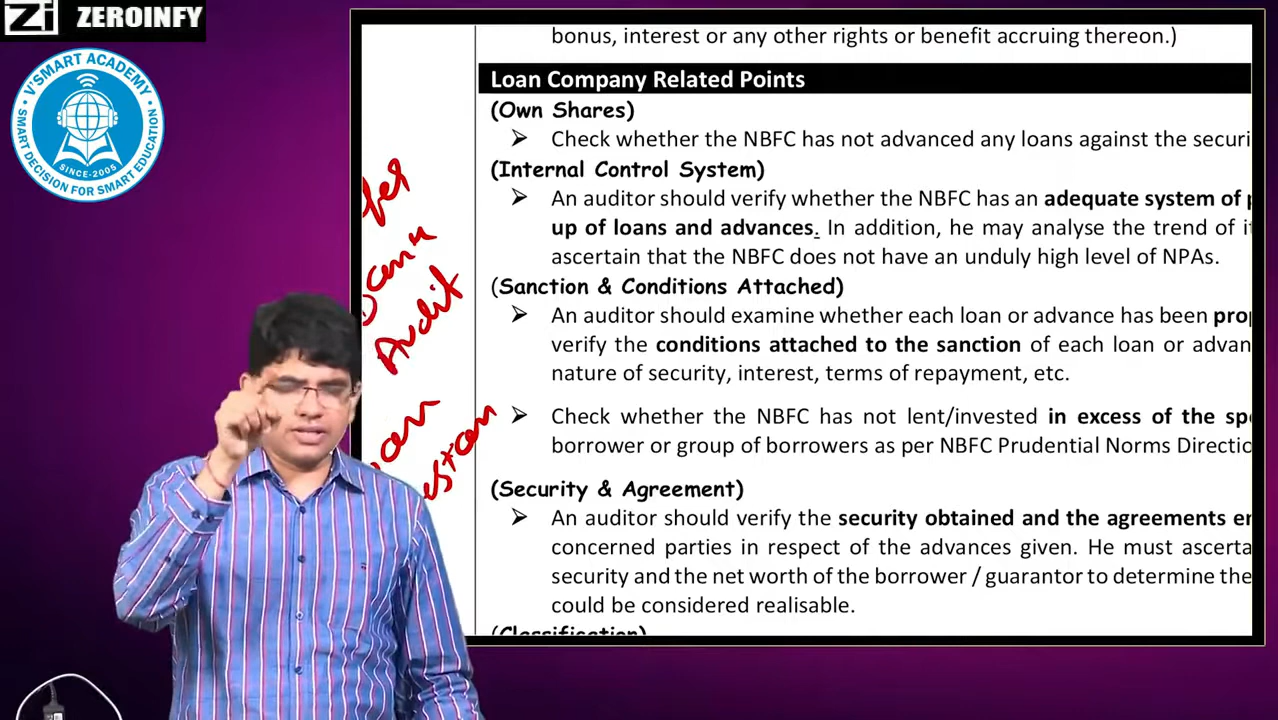 Zi ZEROINFY
V'SMART ACADEMY
SINCE-2005
SMART DECISION FOR SMART EDUCATION
bonus, interest or any other rights or benefit accruing thereon.)
Loan Company Related Points
(Own Shares)
➢ Check whether the NBFC has not advanced any loans against the securi
(Internal Control System)
➢ An auditor should verify whether the NBFC has an adequate system of p
up of loans and advances. In addition, he may analyse the trend of i
ascertain that the NBFC does not have an unduly high level of NPAs.
(Sanction & Conditions Attached)
➢ An auditor should examine whether each loan or advance has been prop
verify the conditions attached to the sanction of each loan or advan
nature of security, interest, terms of repayment, etc.
➢ Check whether the NBFC has not lent/invested in excess of the spe
borrower or group of borrowers as per NBFC Prudential Norms Directio
(Security & Agreement)
➢ An auditor should verify the security obtained and the agreements en
concerned parties in respect of the advances given. He must ascerta
security and the net worth of the borrower / guarantor to determine the
could be considered realisable.
(Classification)
Audit